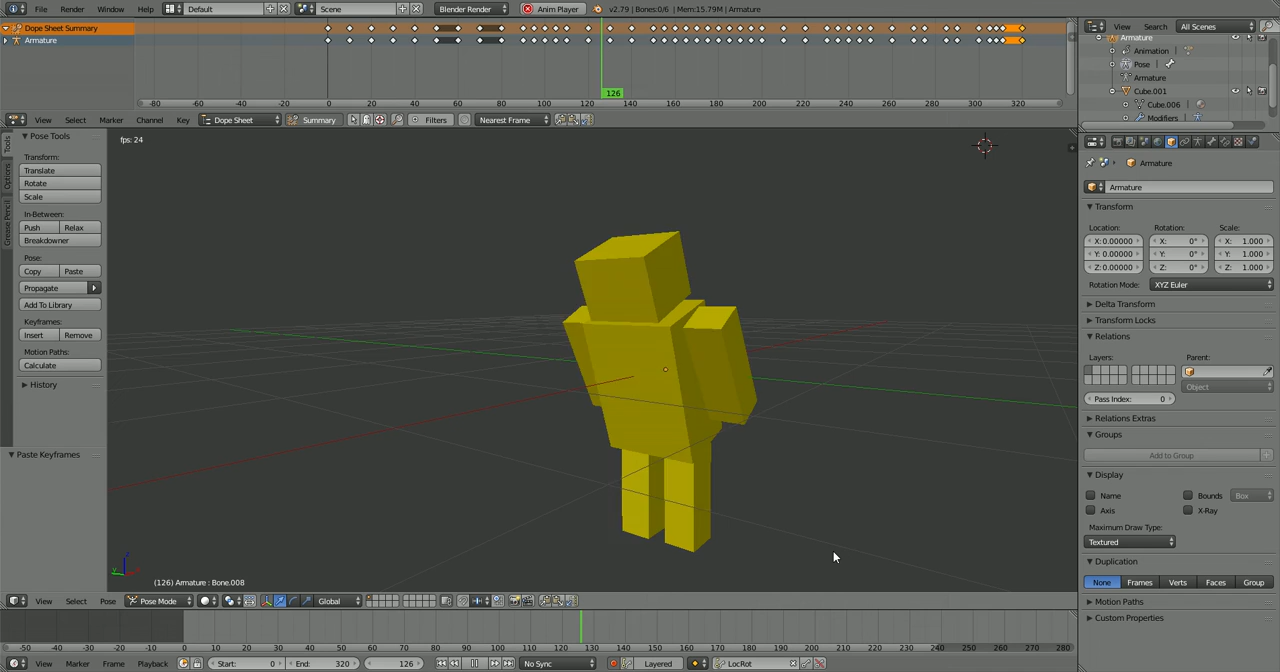 File Render Window Help Default Scene Blender Render Anim Player v2.79 | Bones:0/6 | Mem:15.79M | Armature
Dope Sheet Summary
Armature
126
-80 -60 -40 -20 0 20 40 60 80 100 120 140 160 180 200 220 240 260 280 300 320
View Select Marker Channel Key Dope Sheet Summary Filters Nearest Frame
View Search All Scenes
Armature
Animation
Pose
Armature
Cube.001
Cube.006
Modifiers
Tools
Options
Grease Pencil
Pose Tools
Transform:
Translate
Rotate
Scale
In-Between:
Push Relax
Breakdowner
Pose:
Copy Paste
Propagate
Add To Library
Keyframes:
Insert Remove
Motion Paths:
Calculate
History
Paste Keyframes
fps: 24
(126) Armature : Bone.008
View Select Pose Pose Mode Global
Armature
Armature
Transform
Location: Rotation: Scale:
X:0.00000 X: 0° X: 1.000
Y: 0.00000 Y: 0° Y: 1.000
Z:0.00000 Z: 0° Z: 1.000
Rotation Mode: XYZ Euler
Delta Transform
Transform Locks
Relations
Layers: Parent:
Object
Pass Index: 0
Relations Extras
Groups
Add to Group
Display
Name Bounds Box
Axis X-Ray
Maximum Draw Type:
Textured
Duplication
None Frames Verts Faces Group
Motion Paths
Custom Properties
-50 -40 -30 -20 -10 0 10 20 30 40 50 60 70 80 90 100 110 120 130 140 150 160 170 180 190 200 210 220 230 240 250 260 270 280
View Marker Frame Playback Start: 0 End: 320 126 No Sync Layered LocRot